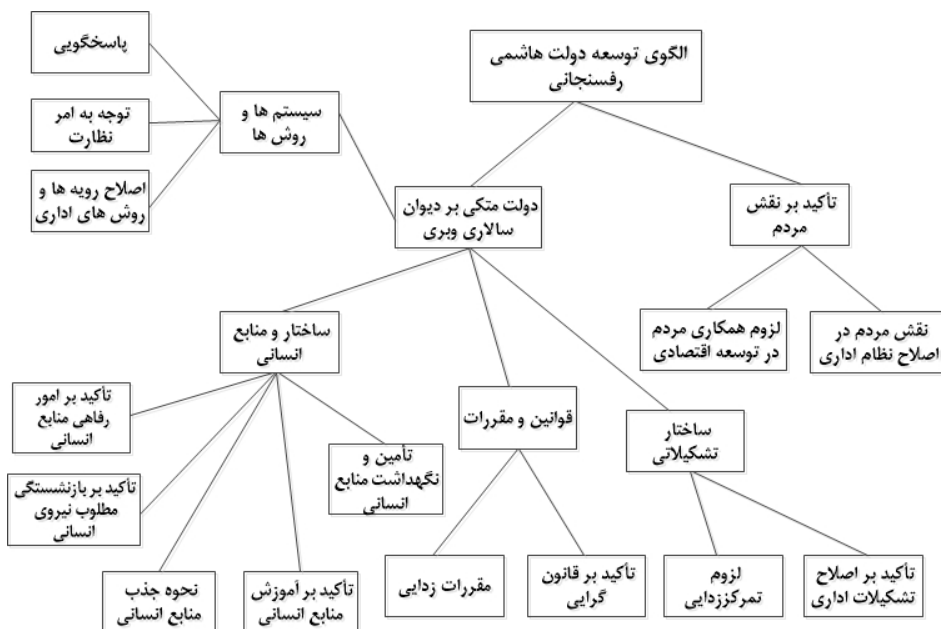 الگوی توسعه دولت هاشمی
رفسنجانی
پاسخگویی
سیستم ها و
روش ها
توجه به امر
نظارت
اصلاح رویه ها و
روش های اداری
دولت متکی بر دیوان
سالاری وبری
تأکید بر نقش
مردم
نقش مردم در
اصلاح نظام اداری
لزوم همکاری مردم
در توسعه اقتصادی
ساختار و منابع
انسانی
قوانین و مقررات
ساختار
تشکیلاتی
تأکید بر امور
رفاهی منابع
انسانی
تأمین و
نگهداشت منابع
انسانی
تأکید بر بازنشستگی
مطلوب نیروی
انسانی
تأکید بر اصلاح
تشکیلات اداری
لزوم
تمرکززدایی
تأکید بر قانون
گرایی
مقررات زدایی
تأکید بر آموزش
منابع انسانی
نحوه جذب
منابع انسانی